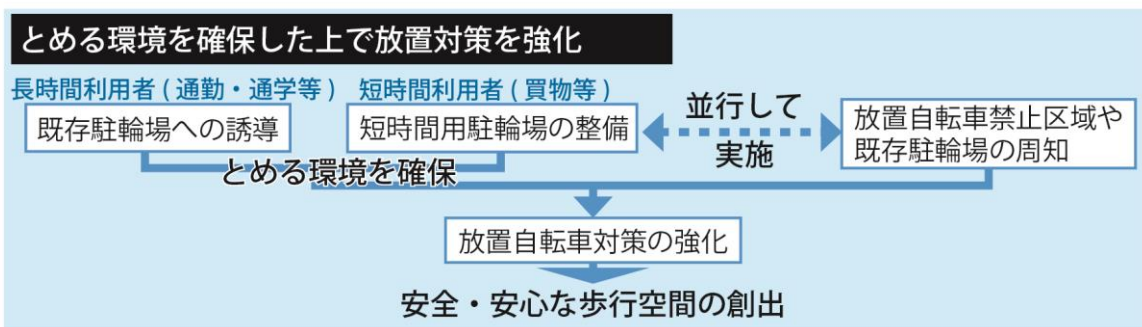 とめる環境を確保した上で放置対策を強化
長時間利用者(通勤・通学等)
既存駐輪場への誘導
短時間利用者(買物等)
短時間用駐輪場の整備
とめる環境を確保
並行して
実施
放置自転車禁止区域や
既存駐輪場の周知
放置自転車対策の強化
安全・安心な歩行空間の創出